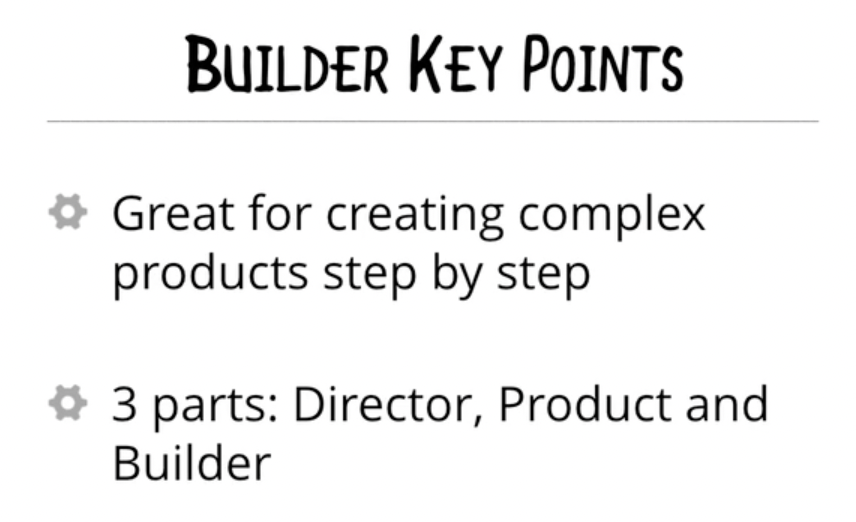 BUILDER KEY POINTS
Great for creating complex
products step by step
3 parts: Director, Product and
Builder